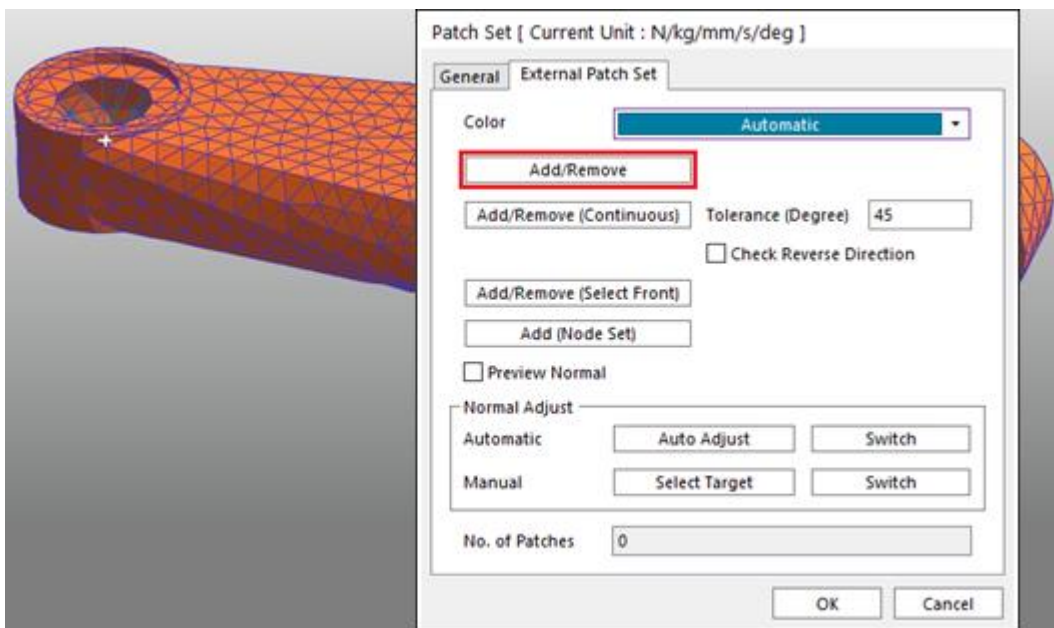 Patch Set [ Current Unit : N/kg/mm/s/deg ]
General External Patch Set
Color Automatic
Add/Remove
Add/Remove (Continuous) Tolerance (Degree) 45
Check Reverse Direction
Add/Remove (Select Front)
Add (Node Set)
Preview Normal
Normal Adjust
Automatic Auto Adjust Switch
Manual Select Target Switch
No. of Patches 0
OK Cancel